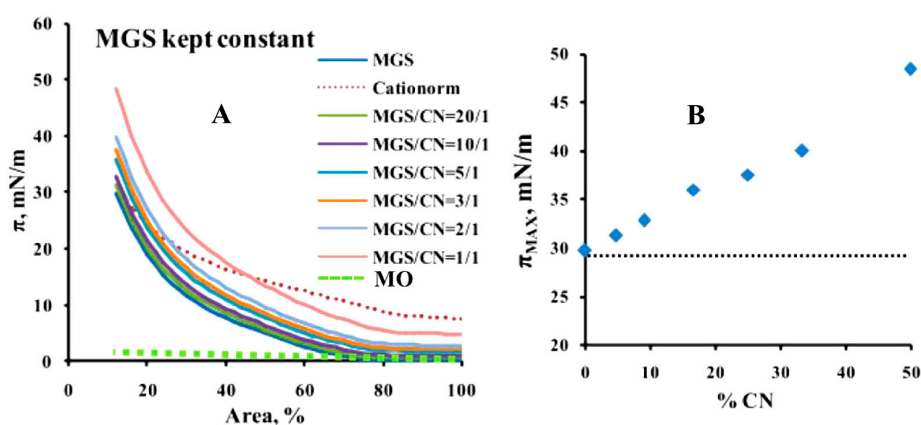 MGS kept constant
A
60
50
40
30
20
10
0
π, mN/m
0 20 40 60 80 100
Area, %
MGS
Cationorm
MGS/CN=20/1
MGS/CN=10/1
MGS/CN=5/1
MGS/CN=3/1
MGS/CN=2/1
MGS/CN=1/1
MO
B
50
45
40
35
30
25
20
πMAX, mN/m
0 10 20 30 40 50
% CN